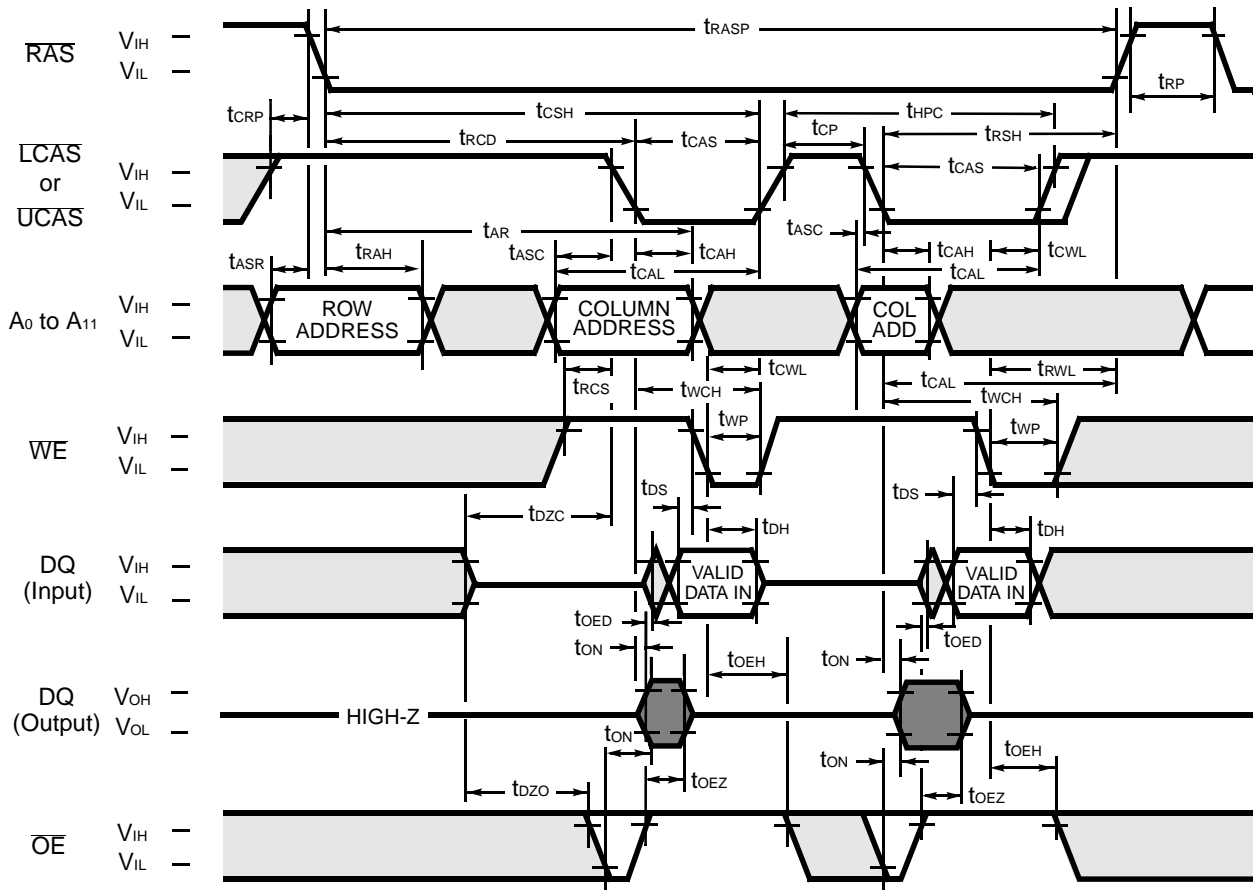 tRASP
RAS
VIH
VIL
tRP
tCRP
tCSH
tHPC
tRCD
tCAS
tCP
tRSH
LCAS
or
UCAS
VIH
VIL
tCAS
tAR
tASC
tASR
tRAH
tASC
tCAH
tCAH
tCWL
tCAL
tCAL
A0 to A11
VIH
VIL
ROW
ADDRESS
COLUMN
ADDRESS
COL
ADD
tRCS
tCWL
tWCH
tRWL
tCAL
tWCH
WE
VIH
VIL
tWP
tWP
tDS
tDS
tDZC
tDH
tDH
DQ
(Input)
VIH
VIL
VALID
DATA IN
VALID
DATA IN
tOED
tOED
tON
tOEH
tON
DQ
(Output)
VOH
VOL
HIGH-Z
tON
tOEZ
tON
tOEH
tOEZ
tDZO
OE
VIH
VIL